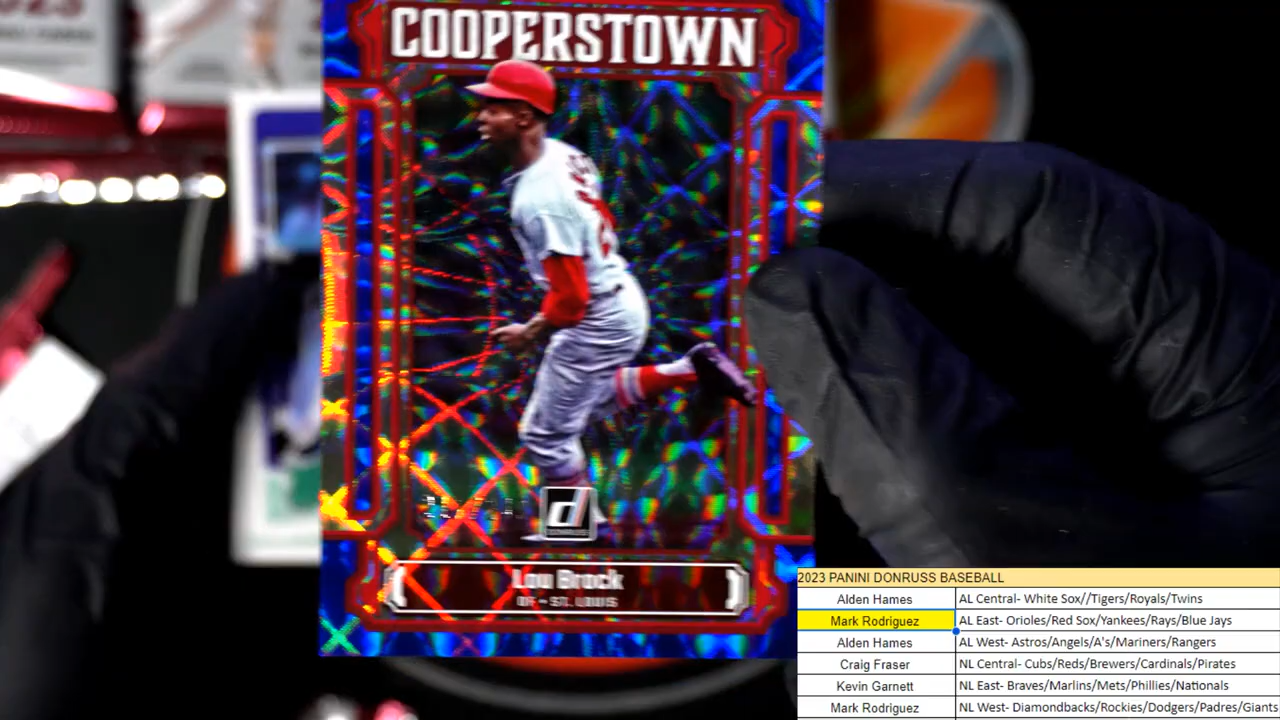 COOPERSTOWN
d
DONRUSS
Lou Brock
OF - ST. LOUIS
2023 PANINI DONRUSS BASEBALL
Alden Hames AL Central- White Sox//Tigers/Royals/Twins
Mark Rodriguez AL East- Orioles/Red Sox/Yankees/Rays/Blue Jays
Alden Hames AL West- Astros/Angels/A's/Mariners/Rangers
Craig Fraser NL Central- Cubs/Reds/Brewers/Cardinals/Pirates
Kevin Garnett NL East- Braves/Marlins/Mets/Phillies/Nationals
Mark Rodriguez NL West- Diamondbacks/Rockies/Dodgers/Padres/Giants